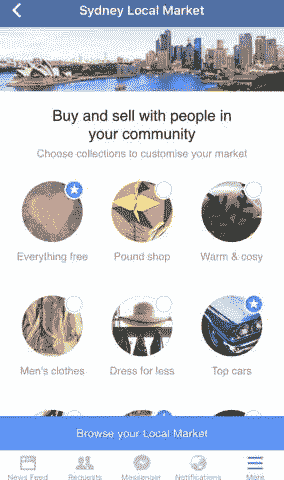 Sydney Local Market
Buy and sell with people in
your community
Choose collections to customise your market
Everything free
Pound shop
Warm & cosy
Men's clothes
Dress for less
Top cars
Browse your Local Market
News Feed
Requests
Messenger
Notifications
More